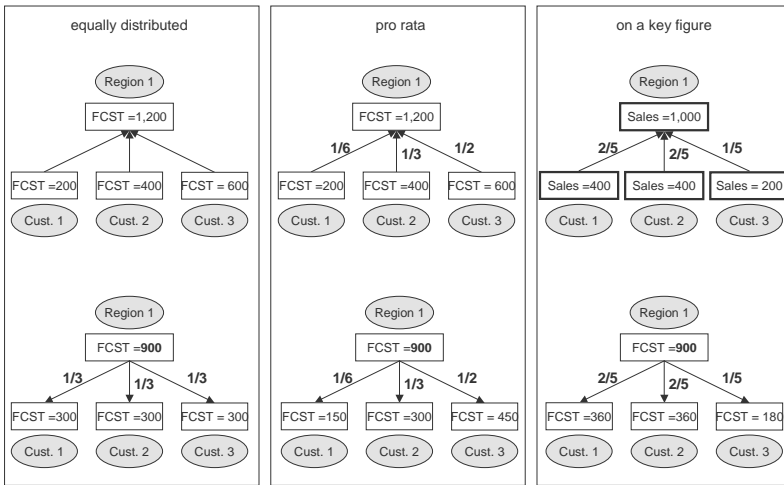 equally distributed
Region 1
FCST =1,200
FCST =200 FCST =400 FCST = 600
Cust. 1 Cust. 2 Cust. 3
Region 1
FCST =900
1/3 1/3 1/3
FCST =300 FCST =300 FCST = 300
Cust. 1 Cust. 2 Cust. 3
pro rata
Region 1
FCST =1,200
1/6 1/3 1/2
FCST =200 FCST =400 FCST = 600
Cust. 1 Cust. 2 Cust. 3
Region 1
FCST =900
1/6 1/3 1/2
FCST =150 FCST =300 FCST = 450
Cust. 1 Cust. 2 Cust. 3
on a key figure
Region 1
Sales =1,000
2/5 2/5 1/5
Sales =400 Sales =400 Sales = 200
Cust. 1 Cust. 2 Cust. 3
Region 1
FCST =900
2/5 2/5 1/5
FCST =360 FCST =360 FCST = 180
Cust. 1 Cust. 2 Cust. 3